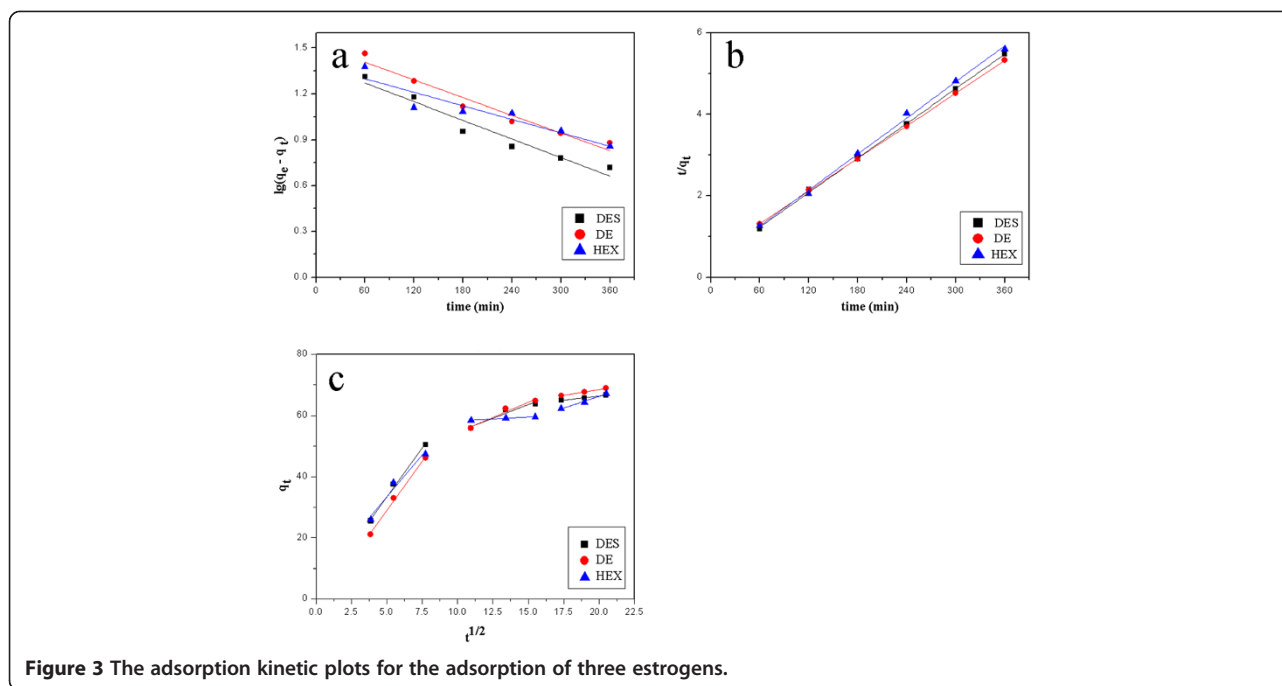 a
1.5
1.2
0.9
0.6
0.3
0.0
lg(qe - qt)
0 60 120 180 240 300 360
time (min)
DES
DE
HEX
b
6
4
2
0
t/qt
0 60 120 180 240 300 360
time (min)
DES
DE
HEX
c
80
60
40
20
0
qt
0.0 2.5 5.0 7.5 10.0 12.5 15.0 17.5 20.0 22.5
t1/2
DES
DE
HEX
Figure 3 The adsorption kinetic plots for the adsorption of three estrogens.